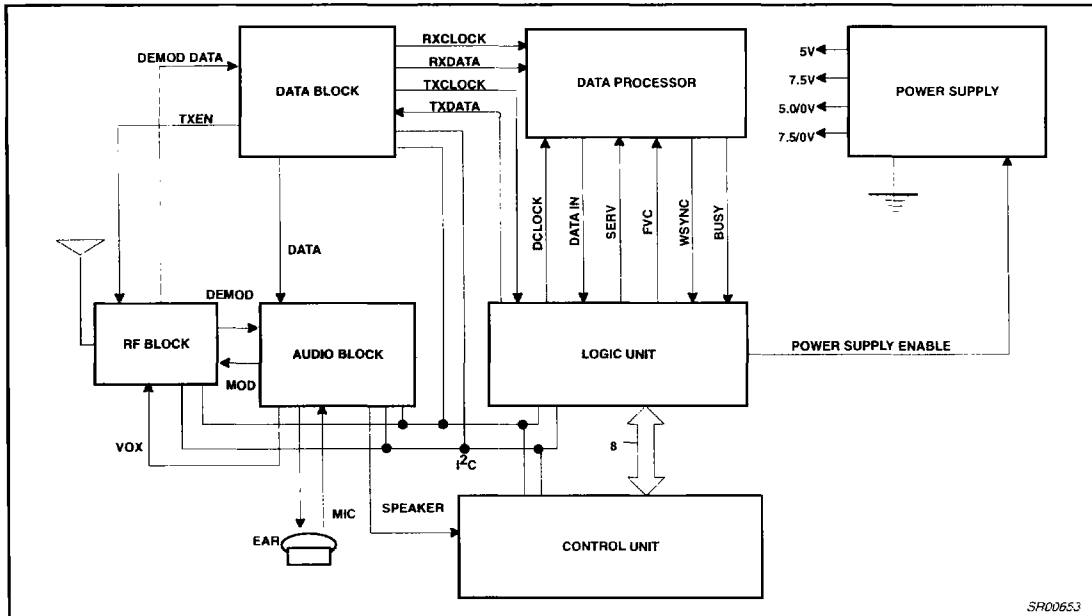 RXCLOCK
DEMOD DATA
RXDATA
5V
DATA BLOCK
TXCLOCK
DATA PROCESSOR
7.5V
POWER SUPPLY
TXDATA
5.0/0V
TXEN
7.5/0V
DCLOCK
DATA IN
SERV
FVC
WSYNC
BUSY
DATA
DEMOD
RF BLOCK
AUDIO BLOCK
LOGIC UNIT
POWER SUPPLY ENABLE
MOD
VOX
8
I²C
SPEAKER
MIC
EAR
CONTROL UNIT
SR00653